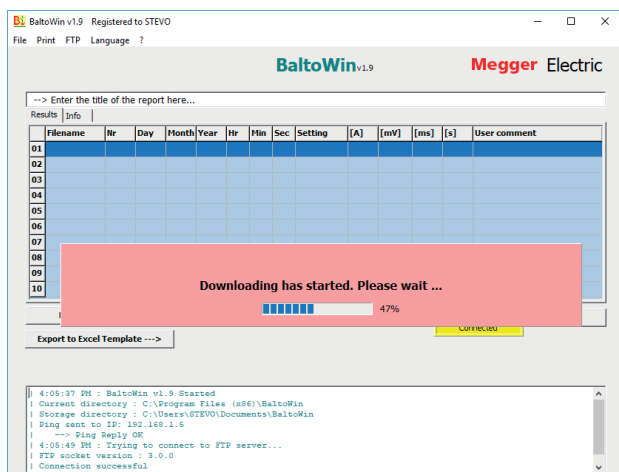 BaltoWin v1.9 Registered to STEVO
File Print FTP Language ?
BaltoWin v1.9 Megger Electric
--> Enter the title of the report here...
Results Info
Filename Nr Day Month Year Hr Min Sec Setting [A] [mV] [ms] [s] User comment
01
02
03
04
05
06
07
08
09
10
Downloading has started. Please wait ...
47%
Connected
Export to Excel Template --->
| 4:05:37 PM : BaltoWin v1.9 Started
| Current directory : C:\Program Files (x86)\BaltoWin
| Storage directory : C:\Users\STEVO\Documents\BaltoWin
| Ping sent to IP: 192.168.1.5
| --> Ping Reply OK
| 4:05:49 PM : Trying to connect to FTP server...
| FTP socket version : 3.0.0
| Connection successful